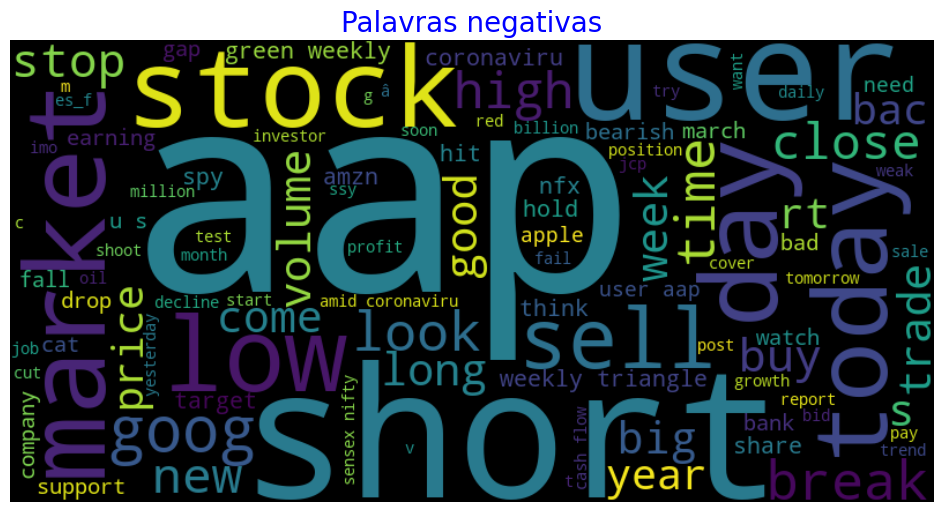 Palavras negativas
stop
gap
green weekly
coronaviru
user
m
es_f
g
â
stock
high
try
want
daily
need
bac
imo
earning
investor
soon
red
billion
bearish
march
close
position
market
aap
spy
amzn
hit
million
ssy
nfx
jcp
weak
c
u s
volume
good
hold
week
time
day
today
rt
shoot
test
month
profit
apple
fail
bad
fall
oil
cover
sale
drop
decline
start
amid coronaviru
user aap
tomorrow
price
yesterday
low
come
look
think
sell
post
watch
trade
job
cat
cut
long
weekly triangle
buy
growth
target
report
s
company
goog
sensex nifty
short
v
big
share
bank
bid
pay
trend
support
new
t
cash flow
year
break